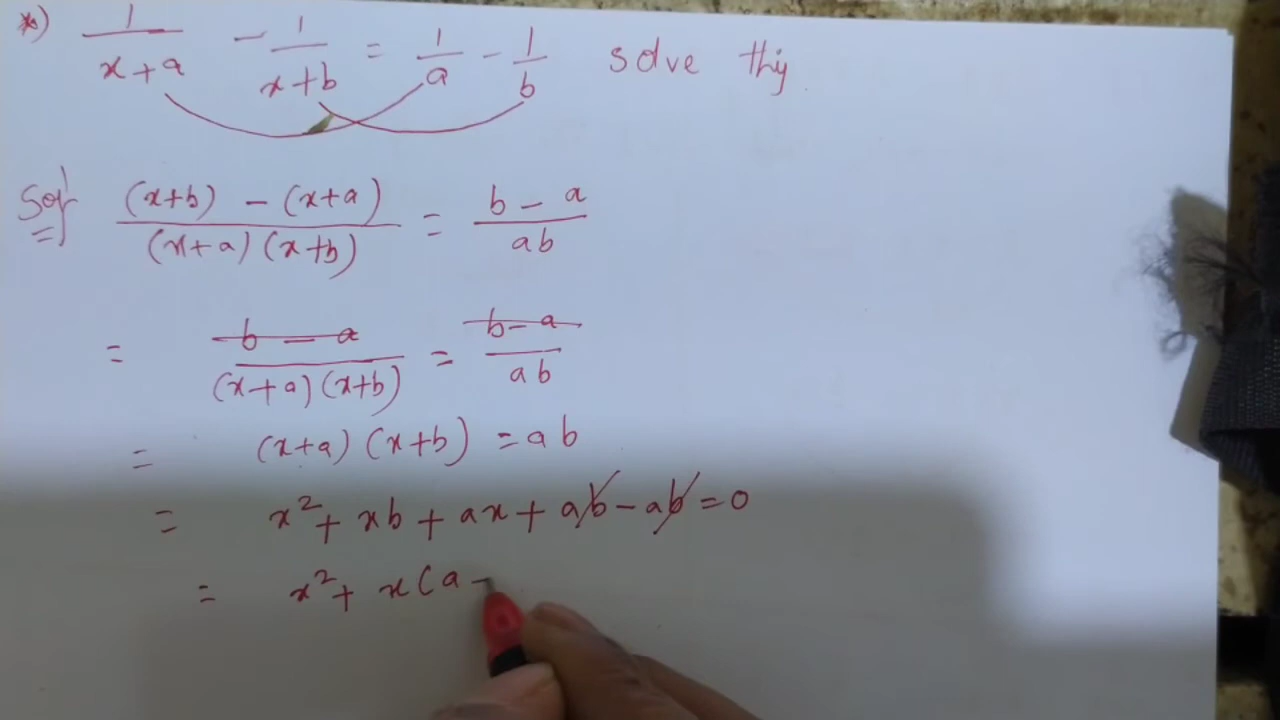 *) 1/(x+a) - 1/(x+b) = 1/a - 1/b solve this
Sol ((x+b) - (x+a))/((x+a)(x+b)) = (b - a)/(ab)
= (b - a)/((x+a)(x+b)) = (b-a)/(ab)
= (x+a)(x+b) = ab
= x² + xb + ax + ab - ab = 0
= x² + x(a -